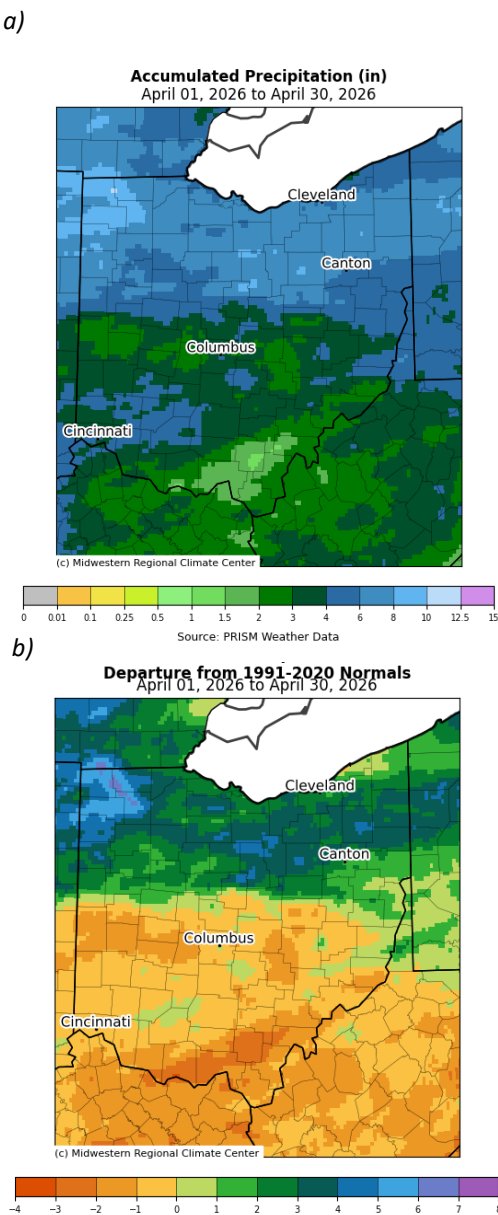 a)
Accumulated Precipitation (in)
April 01, 2026 to April 30, 2026
Cleveland
Canton
Columbus
Cincinnati
(c) Midwestern Regional Climate Center
0 0.01 0.1 0.25 0.5 1 1.5 2 3 4 6 8 10 12.5 15
Source: PRISM Weather Data
b)
Departure from 1991-2020 Normals
April 01, 2026 to April 30, 2026
Cleveland
Canton
Columbus
Cincinnati
(c) Midwestern Regional Climate Center
−4 −3 −2 −1 0 1 2 3 4 5 6 7 8